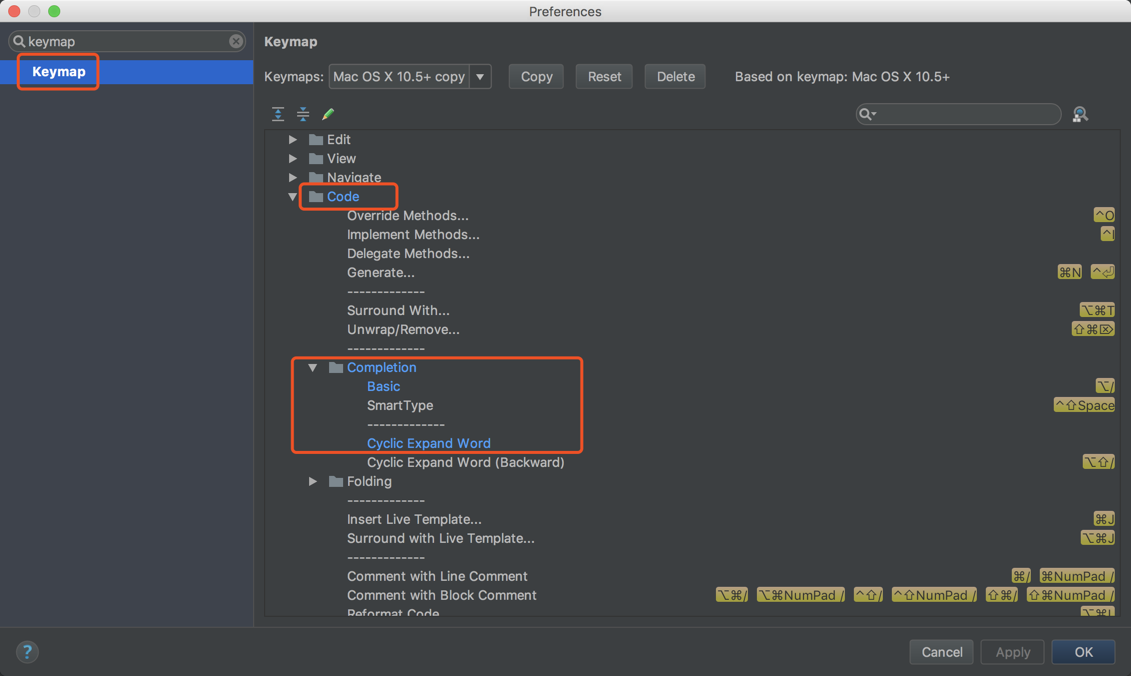 Preferences
keymap
Keymap
Keymap
Keymaps: Mac OS X 10.5+ copy Copy Reset Delete Based on keymap: Mac OS X 10.5+
Edit
View
Navigate
Code
Override Methods... ^O
Implement Methods... ^I
Delegate Methods...
Generate... ⌘N ^⏎
-------------
Surround With... ⌥⌘T
Unwrap/Remove... ⇧⌘⌦
-------------
Completion
Basic ⌥/
SmartType ^⇧Space
-------------
Cyclic Expand Word
Cyclic Expand Word (Backward) ⌥⇧/
Folding
-------------
Insert Live Template... ⌘J
Surround with Live Template... ⌥⌘J
-------------
Comment with Line Comment ⌘/ ⌘NumPad /
Comment with Block Comment ⌥⌘/ ⌥⌘NumPad / ^⇧/ ^⇧NumPad / ⇧⌘/ ⇧⌘NumPad /
Reformat Code ⌥⌘L
? Cancel Apply OK